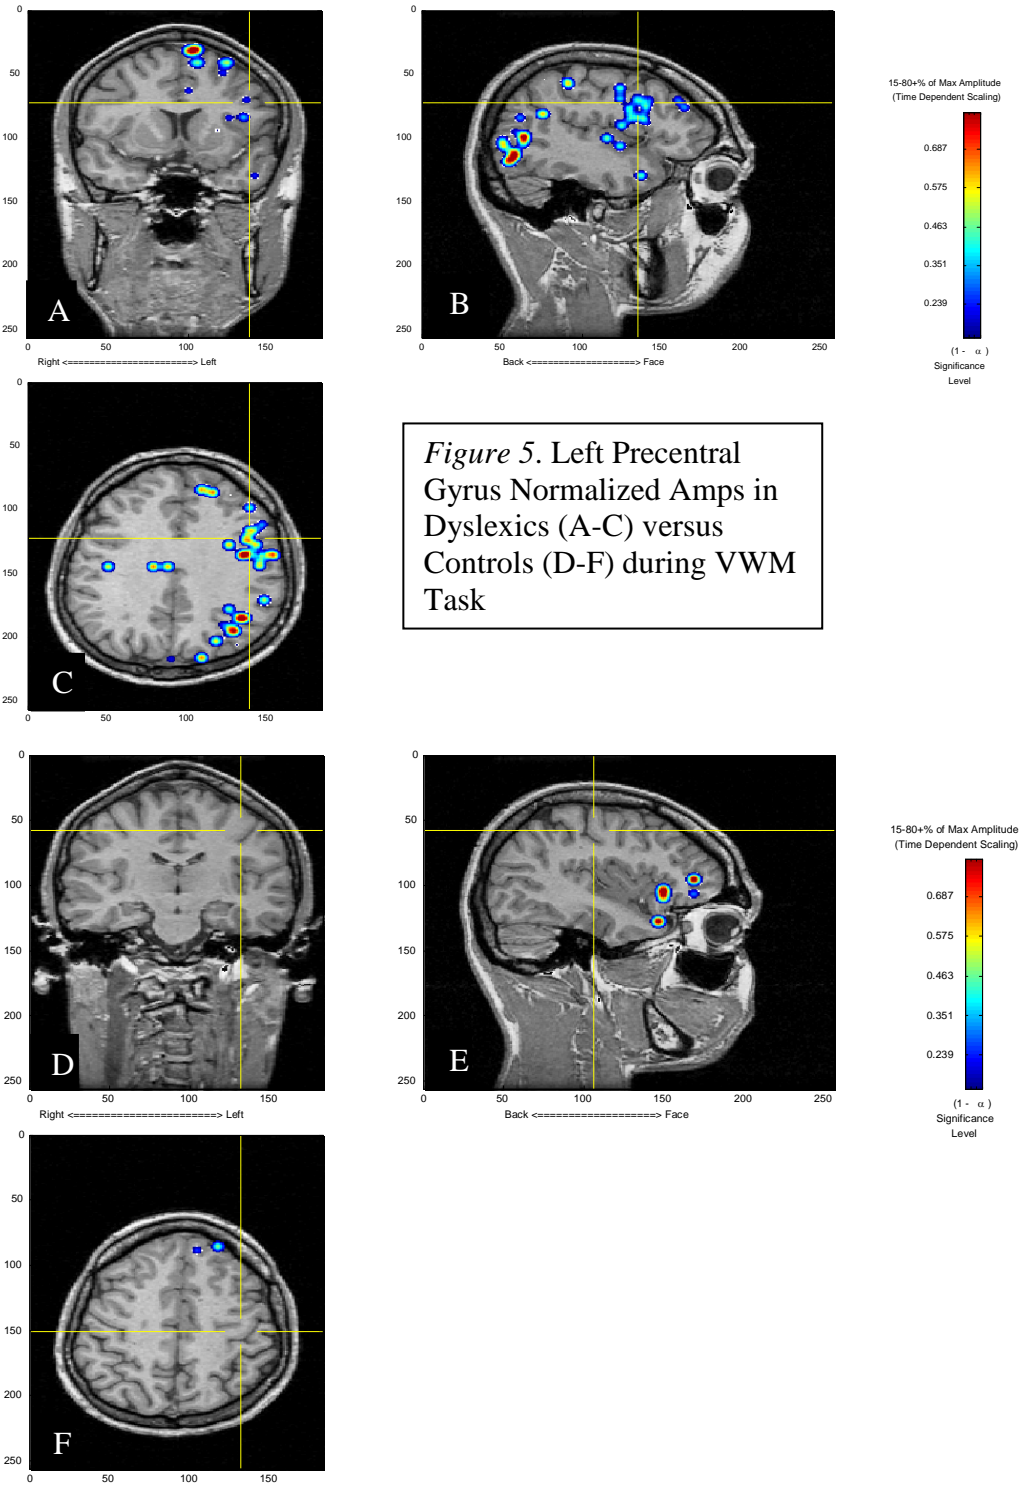 0
50
100
150
200
250
A
0
50
100
150
Right <======================> Left
0
50
100
150
200
250
B
0
50
100
150
200
250
Back <==================> Face
15-80+% of Max Amplitude
(Time Dependent Scaling)
0.687
0.575
0.463
0.351
0.239
(1 - α )
Significance
Level
0
50
100
150
200
250
C
0
50
100
150
Figure 5. Left Precentral
Gyrus Normalized Amps in
Dyslexics (A-C) versus
Controls (D-F) during VWM
Task
0
50
100
150
200
250
D
0
50
100
150
Right <======================> Left
0
50
100
150
200
250
E
0
50
100
150
200
250
Back <===================> Face
15-80+% of Max Amplitude
(Time Dependent Scaling)
0.687
0.575
0.463
0.351
0.239
(1 - α )
Significance
Level
0
50
100
150
200
250
F
0
50
100
150